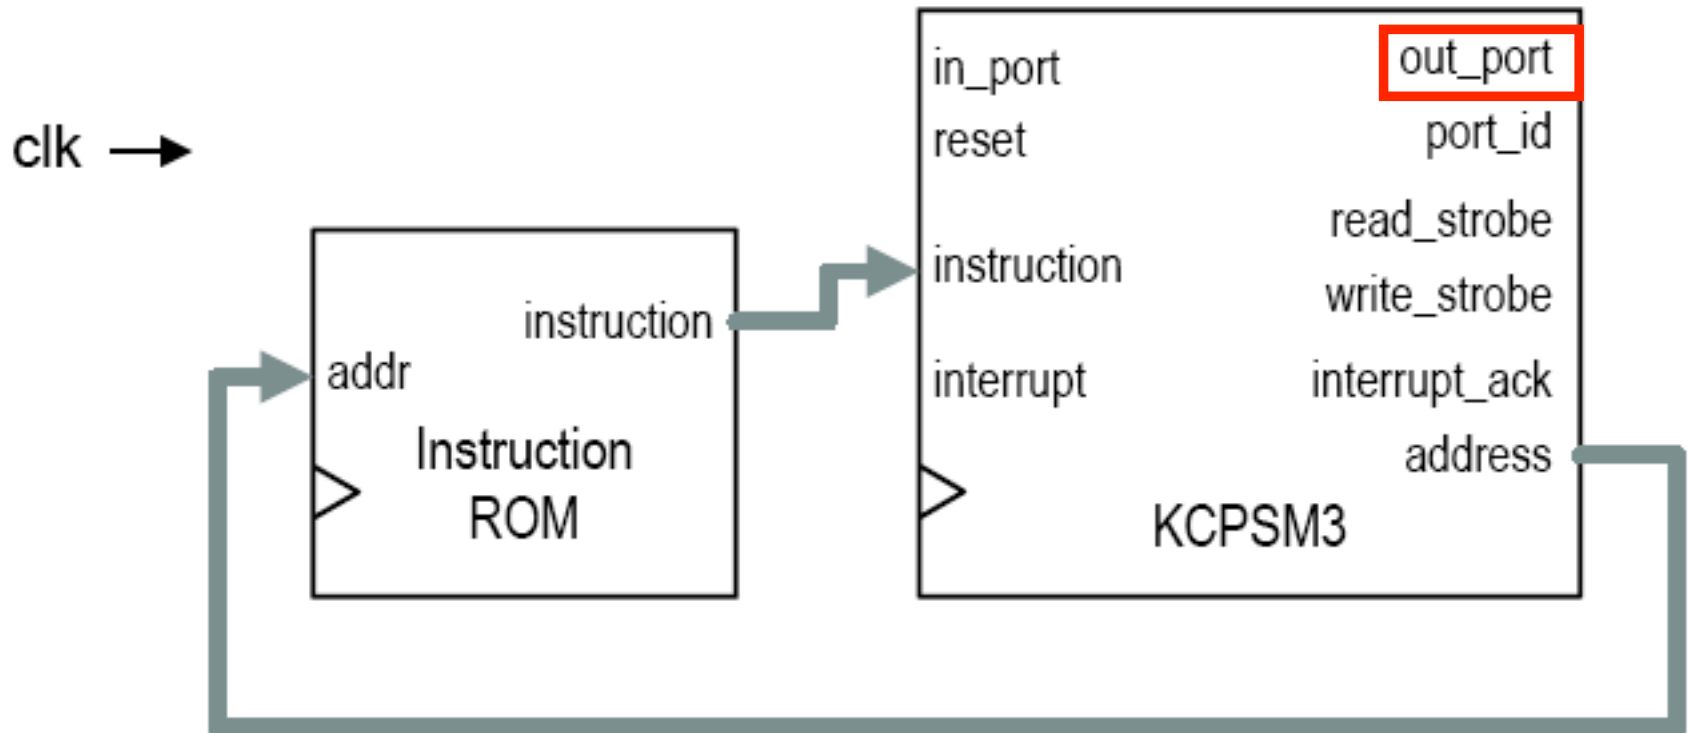 clk
addr
instruction
Instruction
ROM
in_port
reset
instruction
interrupt
out_port
port_id
read_strobe
write_strobe
interrupt_ack
address
KCPSM3